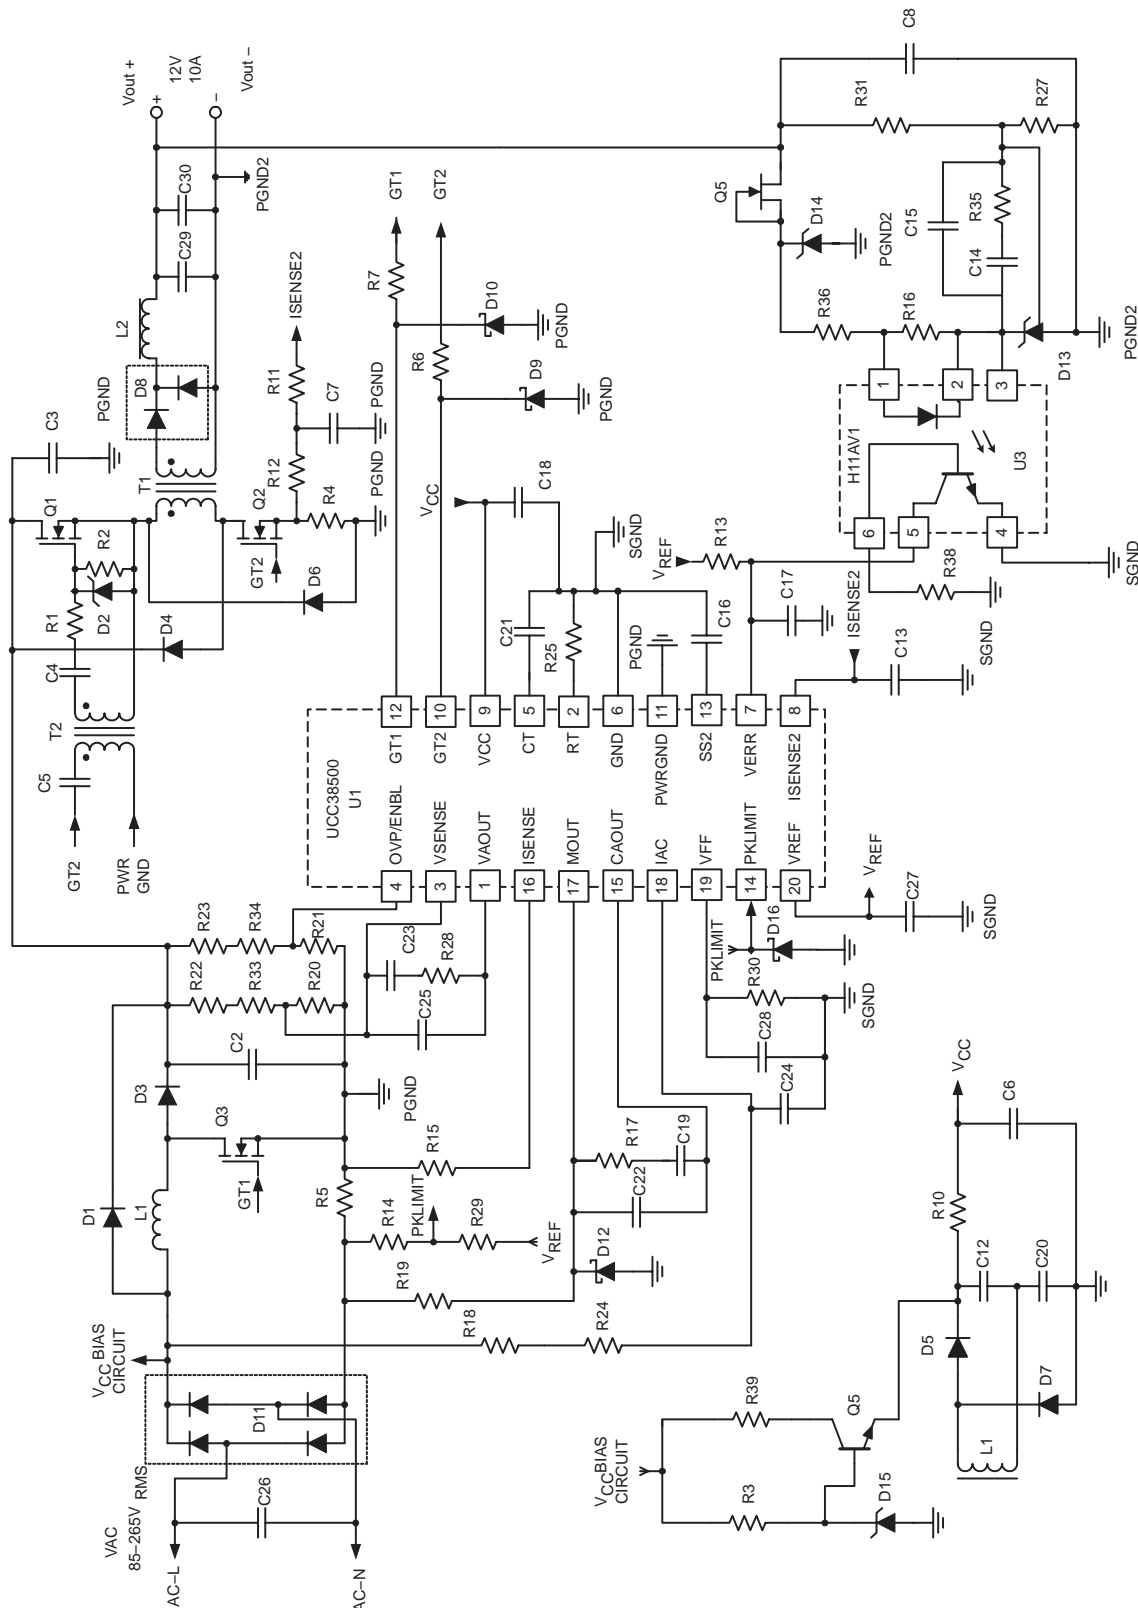 VAC
85–265V RMS
AC–L
AC–N
C26
D11
VCC BIAS
CIRCUIT
D1
L1
D3
Q3
GT1
C2
R22
R33
R20
R23
R34
R21
PGND
R5
R14
PKLIMIT
R29
VREF
R15
R19
R18
R24
D12
R17
C22
C19
C25
C23
R28
C24
C28
R30
SGND
PKLIMIT
D16
VREF
C27
SGND
GT2
PWR
GND
C5
T2
C4
R1
D2
R2
D4
Q1
T1
C3
PGND
D8
L2
C29
C30
PGND2
Vout +
+
12V
10A
–
Vout –
D6
GT2
Q2
R4
PGND
R12
C7
PGND
R11
ISENSE2
UCC38500
U1
4 OVP/ENBL
3 VSENSE
1 VAOUT
16 ISENSE
17 MOUT
15 CAOUT
18 IAC
19 VFF
14 PKLIMIT
20 VREF
GT1 12
GT2 10
VCC 9
CT 5
RT 2
GND 6
PWRGND 11
SS2 13
VERR 7
ISENSE2 8
R7
GT1
D10
PGND
R6
GT2
D9
PGND
VCC
C18
C21
R25
SGND
PGND
C16
VREF
R13
C17
ISENSE2
C13
SGND
R38
SGND
H11AV1
U3
6
5
4
1
2
3
R36
R16
D13
PGND2
Q5
D14
PGND2
C15
C14
R35
R31
R27
C8
VCC BIAS
CIRCUIT
R3
R39
Q5
D15
L1
D5
D7
C12
C20
R10
C6
VCC